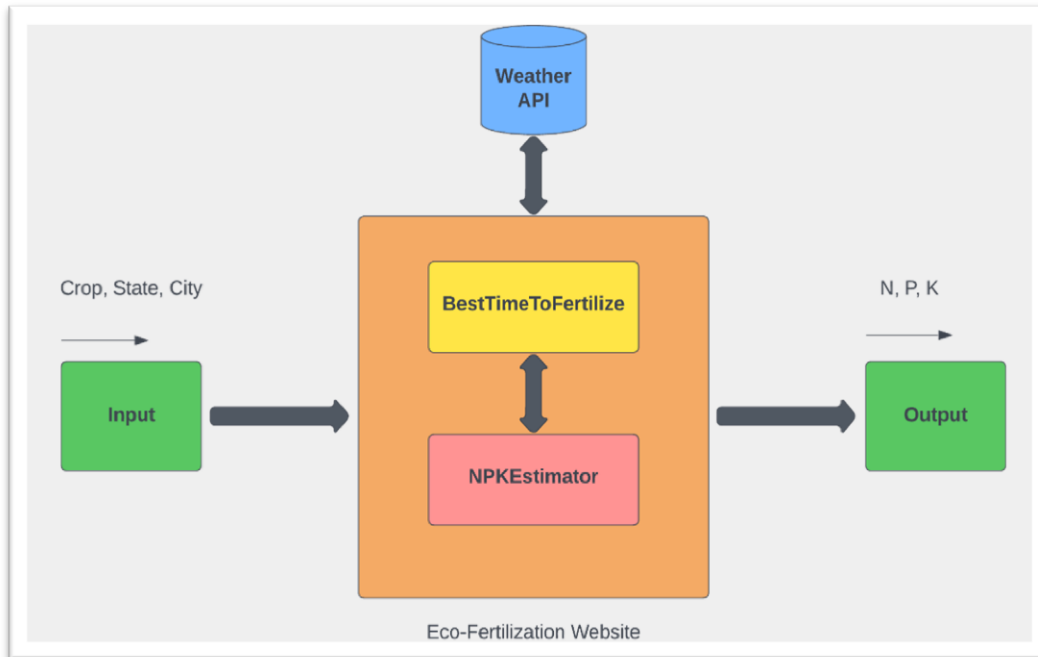 Weather
API
Crop, State, City
N, P, K
BestTimeToFertilize
Input
Output
NPKEstimator
Eco-Fertilization Website